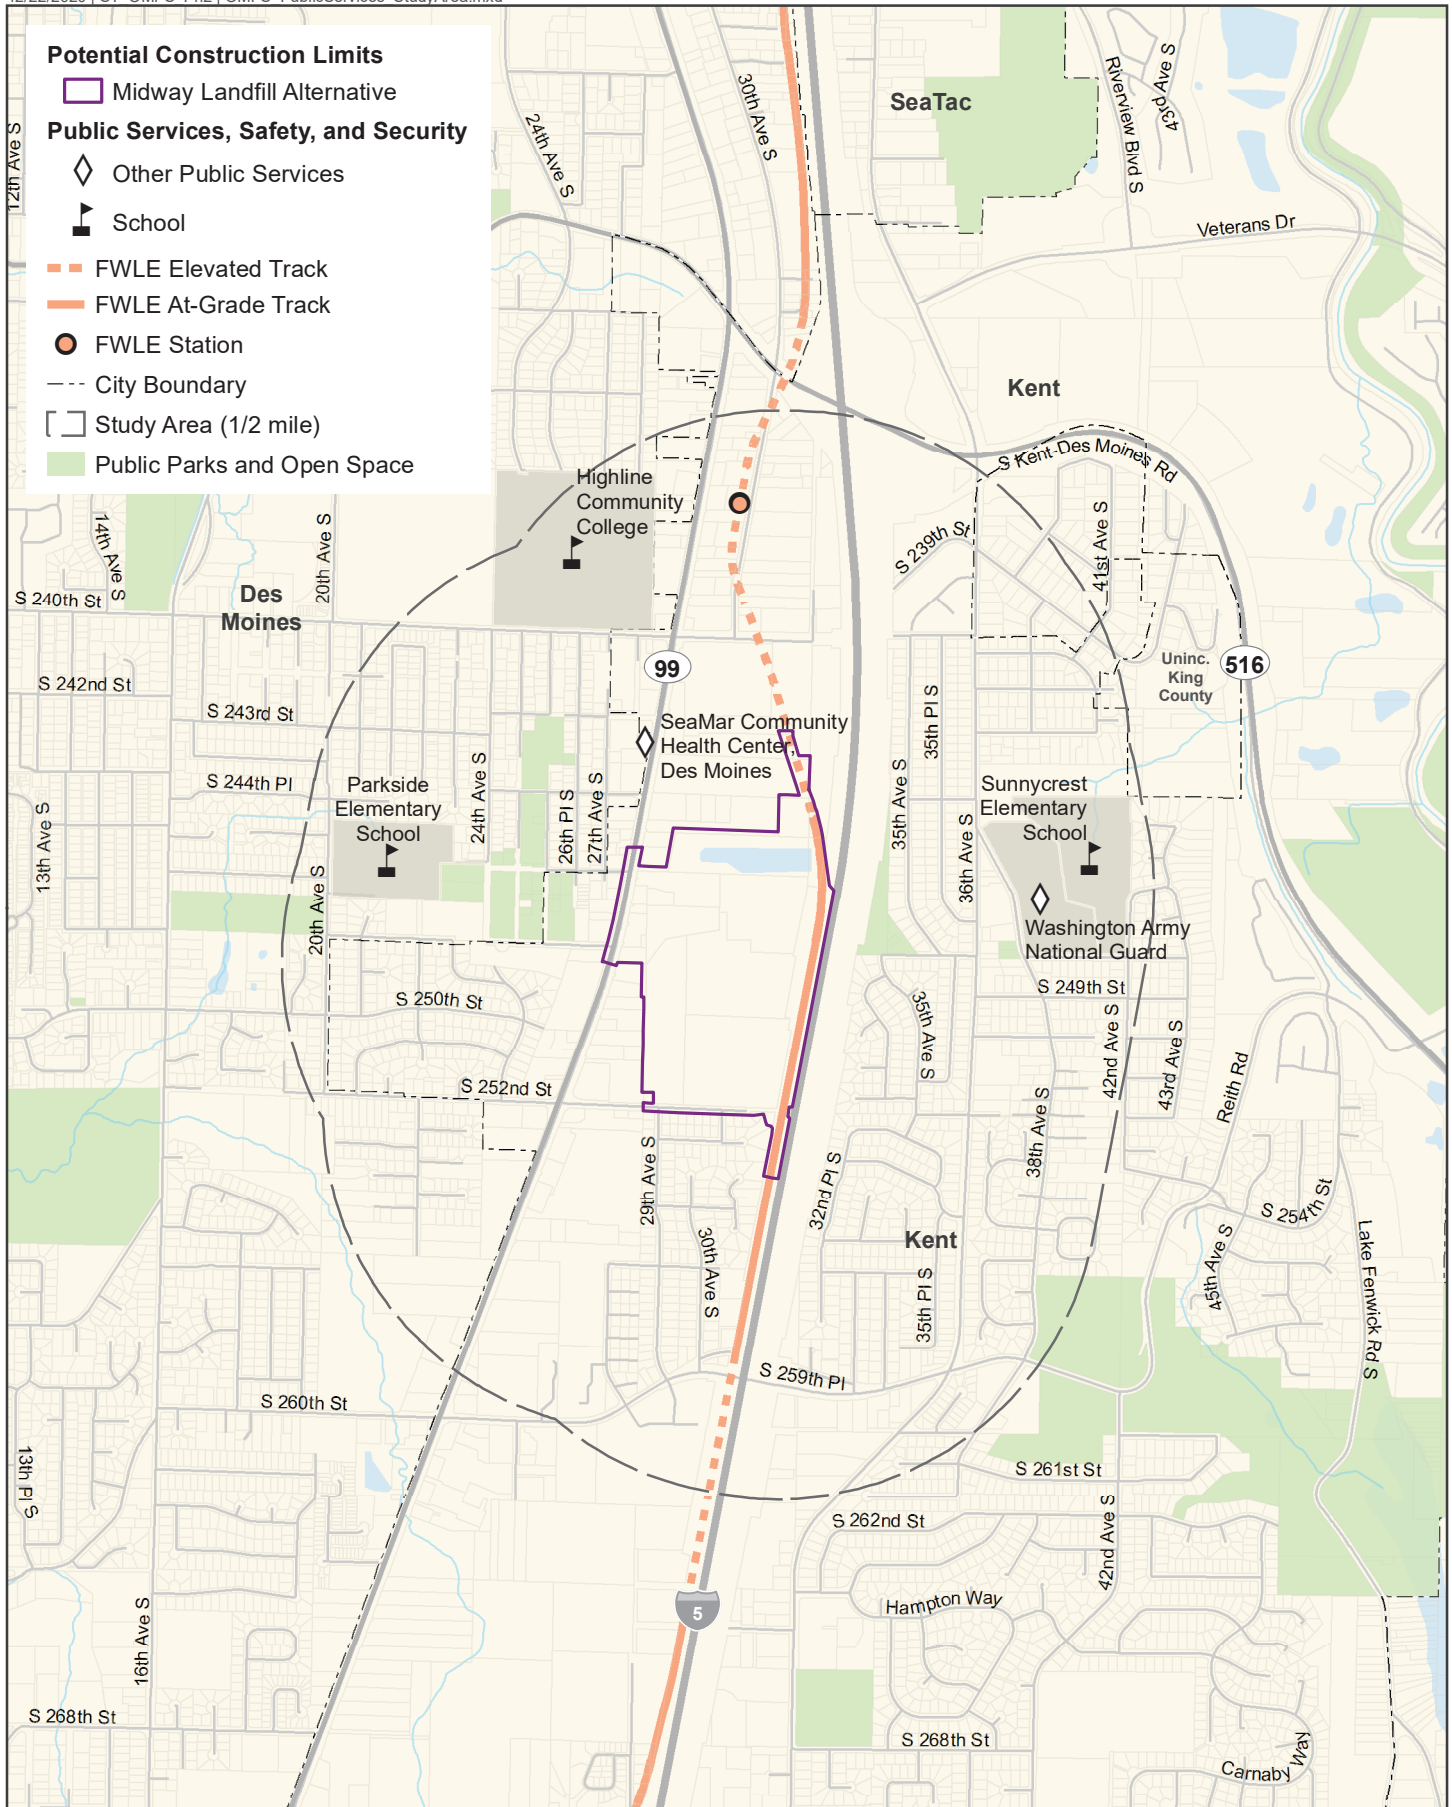 Potential Construction Limits
Midway Landfill Alternative
Public Services, Safety, and Security
Other Public Services
School
FWLE Elevated Track
FWLE At-Grade Track
FWLE Station
City Boundary
Study Area (1/2 mile)
Public Parks and Open Space
12th Ave S
24th Ave S
30th Ave S
SeaTac
Riverview Blvd S
43rd Ave S
Veterans Dr
Kent
S Kent-Des Moines Rd
Highline
Community
College
14th Ave S
20th Ave S
S 239th St
41st Ave S
S 240th St
Des
Moines
99
Uninc.
King
County
516
S 242nd St
S 243rd St
35th Pl S
SeaMar Community
Health Center,
Des Moines
S 244th Pl
Parkside
Elementary
School
24th Ave S
26th Pl S
27th Ave S
35th Ave S
Sunnycrest
Elementary
School
36th Ave S
13th Ave S
20th Ave S
Washington Army
National Guard
S 249th St
S 250th St
35th Ave S
42nd Ave S
43rd Ave S
Reith Rd
S 252nd St
38th Ave S
29th Ave S
32nd Pl S
30th Ave S
Kent
35th Pl S
S 254th St
45th Ave S
Lake Fenwick Rd S
S 259th Pl
S 260th St
13th Pl S
S 261st St
S 262nd St
42nd Ave S
Hampton Way
5
16th Ave S
S 268th St
S 268th St
Carnaby Way